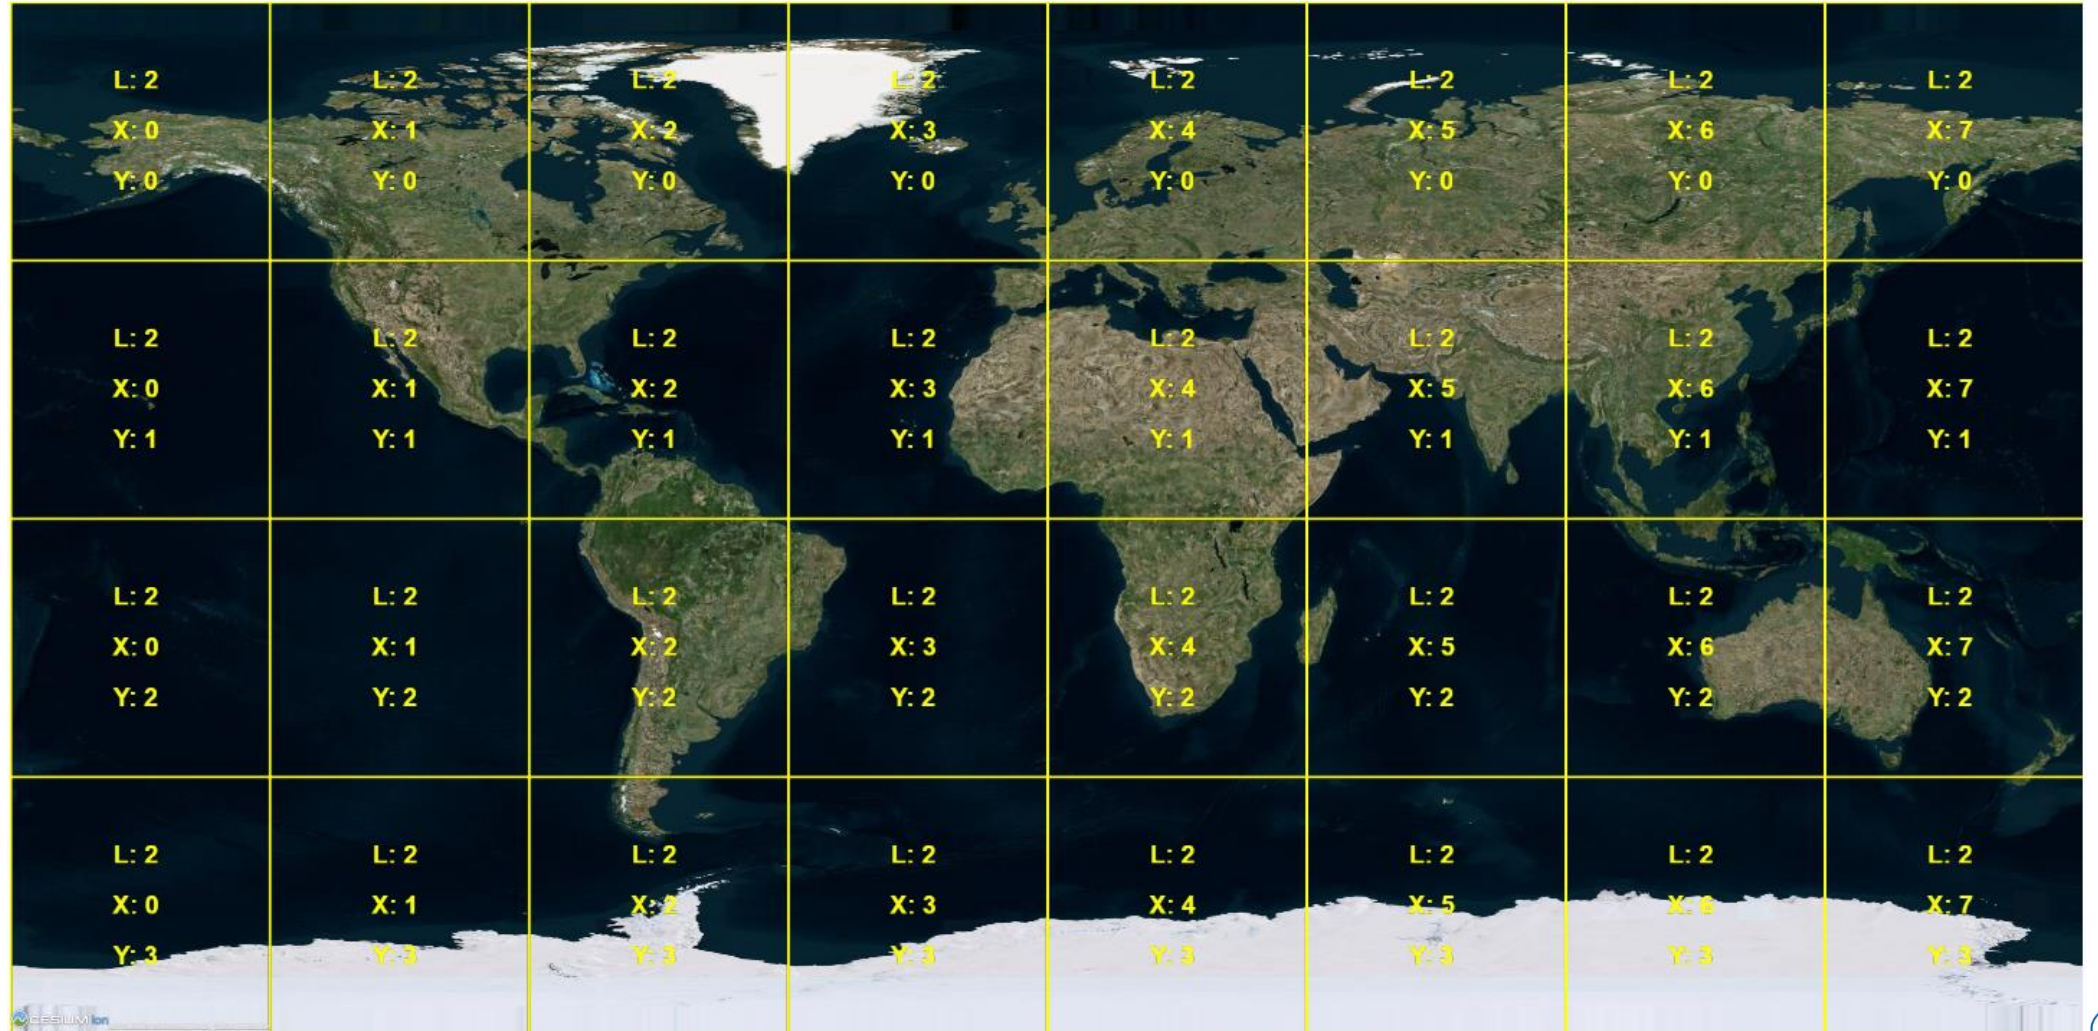 L: 2 L: 2 L: 2 L: 2 L: 2 L: 2 L: 2 L: 2
X: 0 X: 1 X: 2 X: 3 X: 4 X: 5 X: 6 X: 7
Y: 0 Y: 0 Y: 0 Y: 0 Y: 0 Y: 0 Y: 0 Y: 0
L: 2 L: 2 L: 2 L: 2 L: 2 L: 2 L: 2 L: 2
X: 0 X: 1 X: 2 X: 3 X: 4 X: 5 X: 6 X: 7
Y: 1 Y: 1 Y: 1 Y: 1 Y: 1 Y: 1 Y: 1 Y: 1
L: 2 L: 2 L: 2 L: 2 L: 2 L: 2 L: 2 L: 2
X: 0 X: 1 X: 2 X: 3 X: 4 X: 5 X: 6 X: 7
Y: 2 Y: 2 Y: 2 Y: 2 Y: 2 Y: 2 Y: 2 Y: 2
L: 2 L: 2 L: 2 L: 2 L: 2 L: 2 L: 2 L: 2
X: 0 X: 1 X: 2 X: 3 X: 4 X: 5 X: 6 X: 7
Y: 3 Y: 3 Y: 3 Y: 3 Y: 3 Y: 3 Y: 3 Y: 3
CESIUM ion